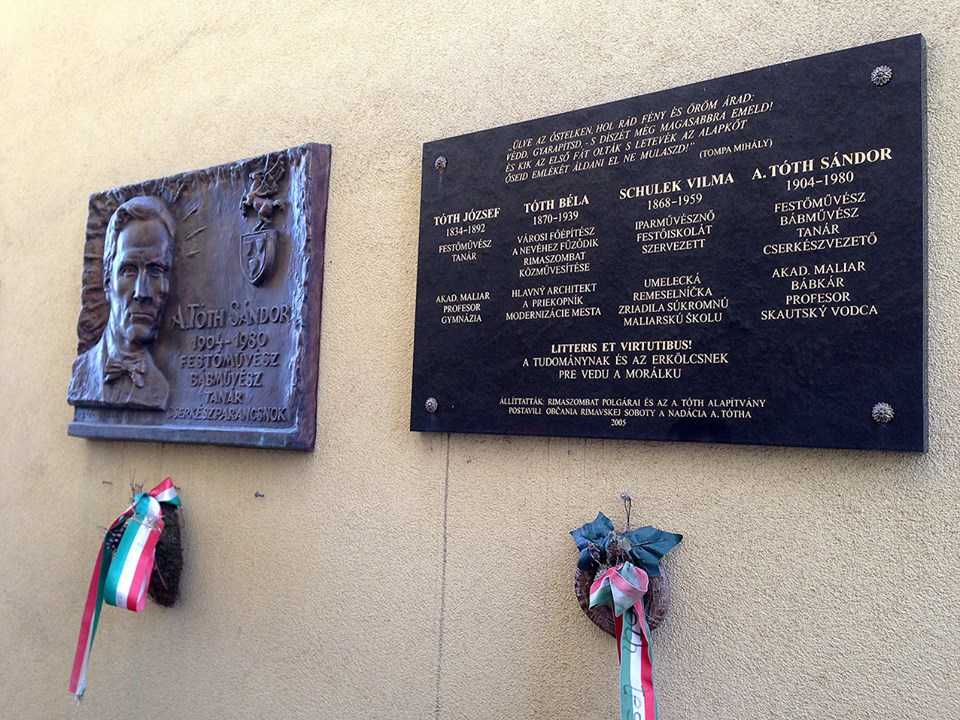 A. TÓTH SÁNDOR
1904-1980
FESTŐMŰVÉSZ
BÁBMŰVÉSZ
TANÁR
CSERKÉSZPARANCSNOK
„ÜLVE AZ ŐSTELKEN, HOL RÁD FÉNY ÉS ÖRÖM ÁRAD:
VÉDD, GYARAPÍTSD, - S DÍSZÉT MÉG MAGASABBRA EMELD!
ÉS KIK AZ ELSŐ FÁT OLTÁK S LETEVÉK AZ ALAPKŐT
ŐSEID EMLÉKÉT ÁLDANI EL NE MULASZD!” (TOMPA MIHÁLY)
TÓTH JÓZSEF
1834-1892
FESTŐMŰVÉSZ
TANÁR
AKAD. MALIAR
PROFESOR
GYMNÁZIA
TÓTH BÉLA
1870-1939
VÁROSI FŐÉPÍTÉSZ
A NEVÉHEZ FŰZŐDIK
RIMASZOMBAT
KÖZMŰVESÍTÉSE
HLAVNÝ ARCHITEKT
A PRIEKOPNÍK
MODERNIZÁCIE MESTA
SCHULEK VILMA
1868-1959
IPARMŰVÉSZNŐ
FESTŐISKOLÁT
SZERVEZETT
UMELECKÁ
REMESELNÍČKA
ZRIADILA SÚKROMNÚ
MALIARSKÚ ŠKOLU
A. TÓTH SÁNDOR
1904-1980
FESTŐMŰVÉSZ
BÁBMŰVÉSZ
TANÁR
CSERKÉSZVEZETŐ
AKAD. MALIAR
BÁBKÁR
PROFESOR
SKAUTSKÝ VODCA
LITTERIS ET VIRTUTIBUS!
A TUDOMÁNYNAK ÉS AZ ERKÖLCSNEK
PRE VEDU A MORÁLKU
ÁLLÍTTATTÁK: RIMASZOMBAT POLGÁRAI ÉS AZ A TÓTH ALAPÍTVÁNY
POSTAVILI: OBČANIA RIMAVSKEJ SOBOTY A NADÁCIA A. TÓTHA
2005